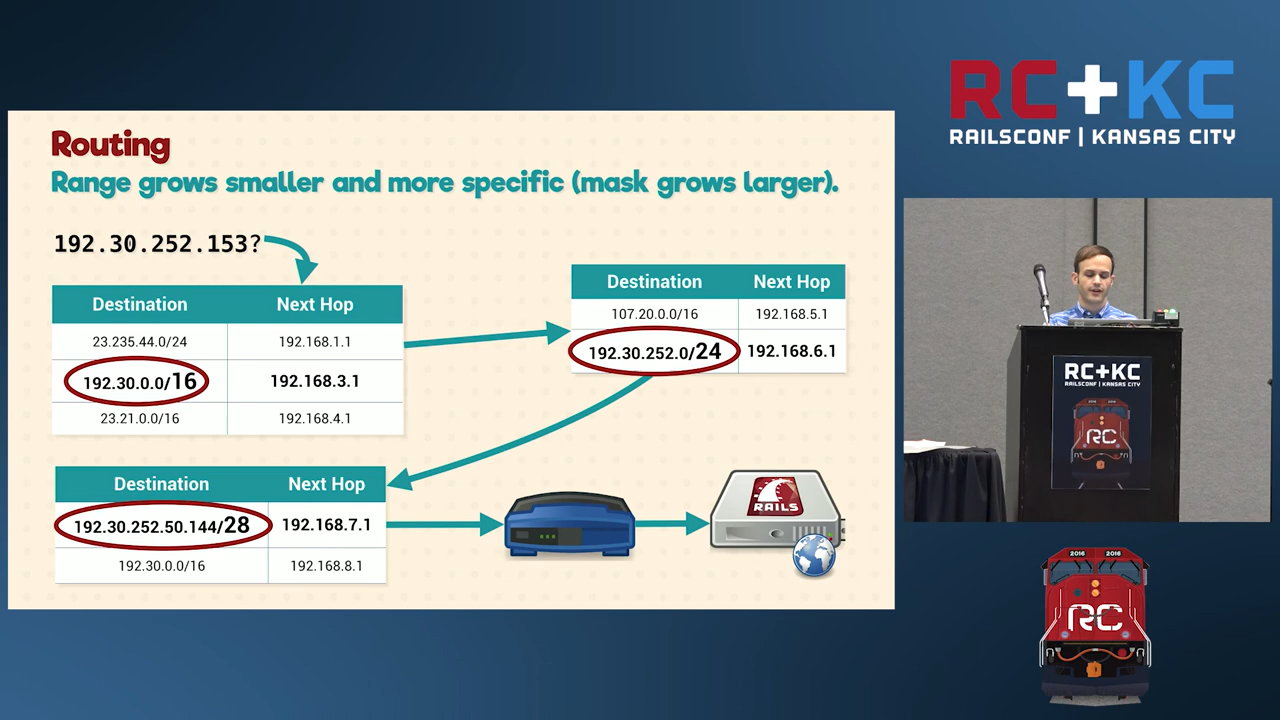 RC+KC
RAILSCONF | KANSAS CITY
Routing
Range grows smaller and more specific (mask grows larger).
192.30.252.153?
Destination Next Hop
23.235.44.0/24 192.168.1.1
192.30.0.0/16 192.168.3.1
23.21.0.0/16 192.168.4.1
Destination Next Hop
107.20.0.0/16 192.168.5.1
192.30.252.0/24 192.168.6.1
Destination Next Hop
192.30.252.50.144/28 192.168.7.1
192.30.0.0/16 192.168.8.1
RAILS
RC+KC
RAILSCONF | KANSAS CITY
RC
2016 2016
RC